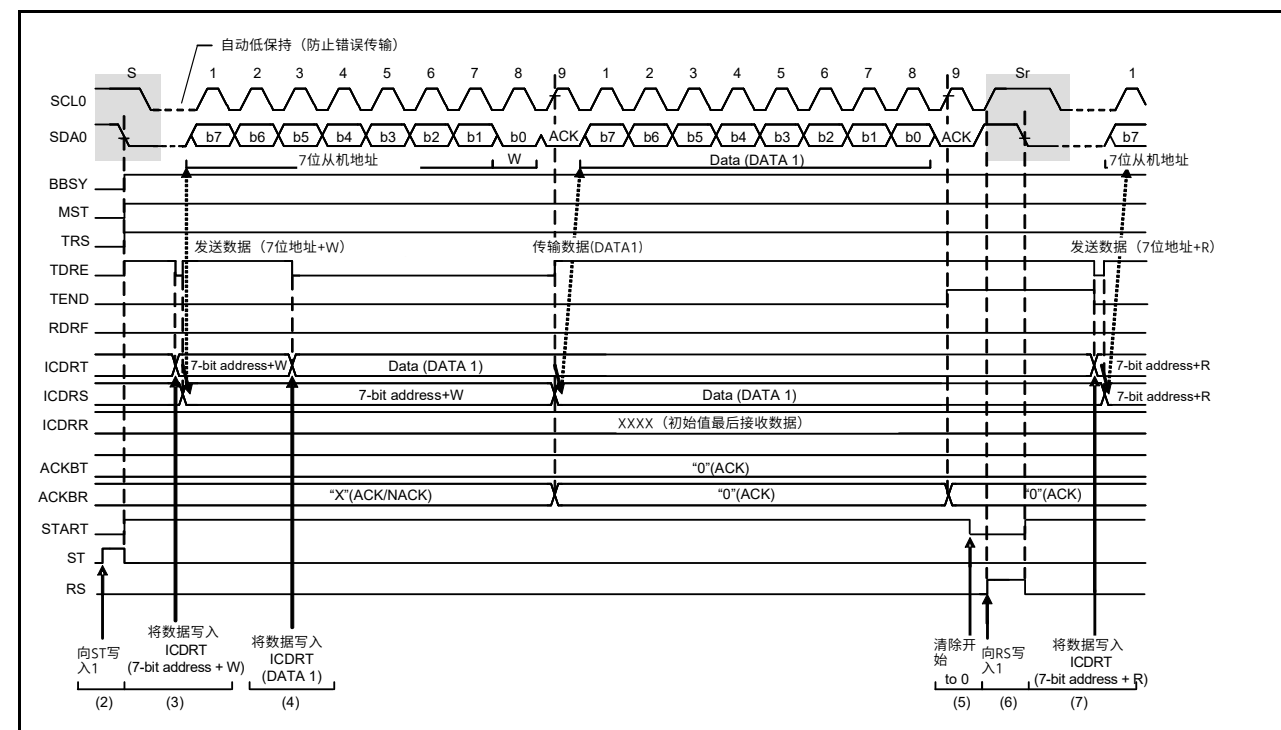 自动低保持（防止错误传输）
S 1 2 3 4 5 6 7 8 9 1 2 3 4 5 6 7 8 9 Sr 1
SCL0
SDA0 b7 b6 b5 b4 b3 b2 b1 b0 ACK b7 b6 b5 b4 b3 b2 b1 b0 ACK b7
7位从机地址 W Data (DATA 1) 7位从机地址
BBSY
MST
TRS
发送数据（7位地址+W） 传输数据(DATA1) 发送数据（7位地址+R）
TDRE
TEND
RDRF
ICDRT 7-bit address+W Data (DATA 1) 7-bit address+R
ICDRS 7-bit address+W Data (DATA 1) 7-bit address+R
ICDRR XXXX（初始值最后接收数据）
ACKBT “0”(ACK)
ACKBR “X”(ACK/NACK) “0”(ACK) “0”(ACK)
START
ST
RS
向ST写
入1
将数据写入
ICDRT
(7-bit address + W)
将数据写入
ICDRT
(DATA 1)
清除开
始
to 0
向RS写
入1
将数据写入
ICDRT
(7-bit address + R)
(2) (3) (4) (5) (6) (7)